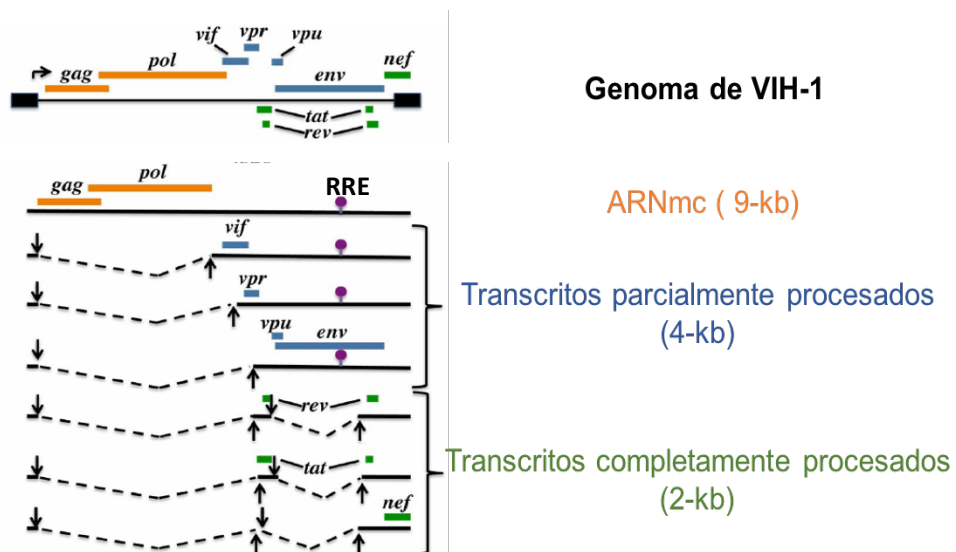 vpr
vif
vpu
pol
nef
gag
env
Genoma de VIH-1
tat
rev
pol
gag
RRE
ARNmc ( 9-kb)
vif
vpr
Transcritos parcialmente procesados
(4-kb)
vpu
env
rev
tat
Transcritos completamente procesados
(2-kb)
nef